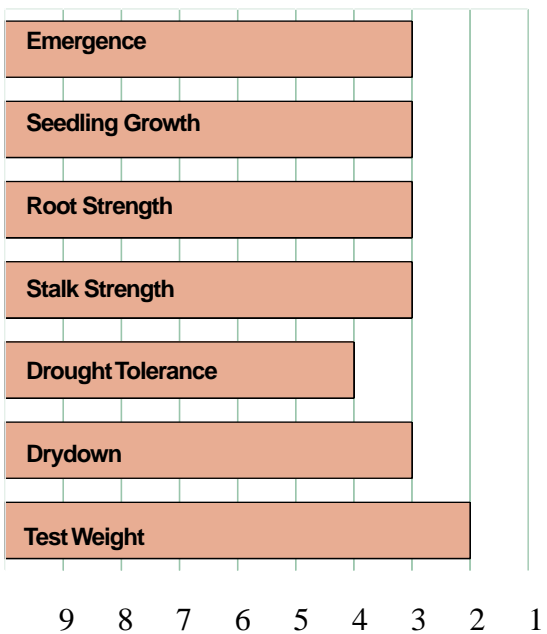 Emergence
Seedling Growth
Root Strength
Stalk Strength
Drought Tolerance
Drydown
Test Weight
9 8 7 6 5 4 3 2 1